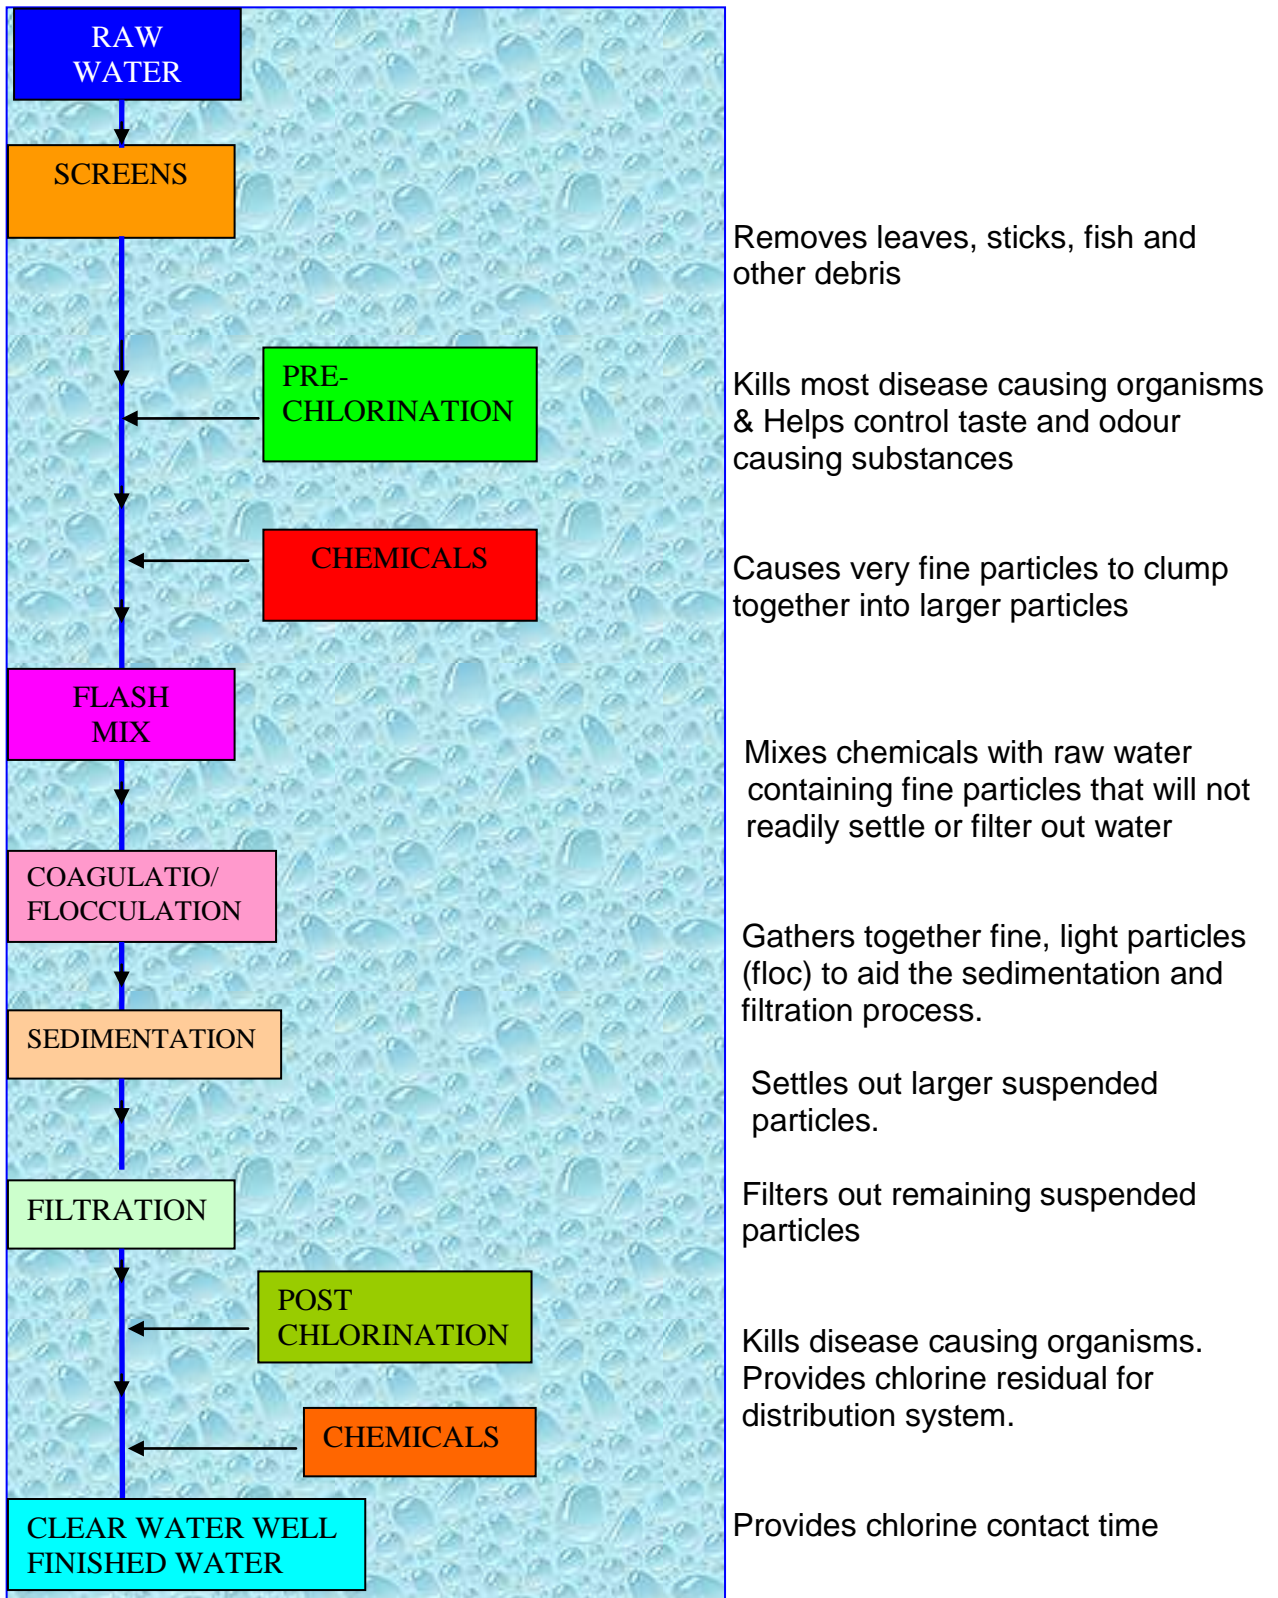 RAW
WATER
SCREENS
Removes leaves, sticks, fish and
other debris
PRE-
CHLORINATION
Kills most disease causing organisms
& Helps control taste and odour
causing substances
CHEMICALS
Causes very fine particles to clump
together into larger particles
FLASH
MIX
Mixes chemicals with raw water
containing fine particles that will not
readily settle or filter out water
COAGULATIO/
FLOCCULATION
Gathers together fine, light particles
(floc) to aid the sedimentation and
filtration process.
SEDIMENTATION
Settles out larger suspended
particles.
FILTRATION
Filters out remaining suspended
particles
POST
CHLORINATION
Kills disease causing organisms.
Provides chlorine residual for
distribution system.
CHEMICALS
CLEAR WATER WELL
FINISHED WATER
Provides chlorine contact time